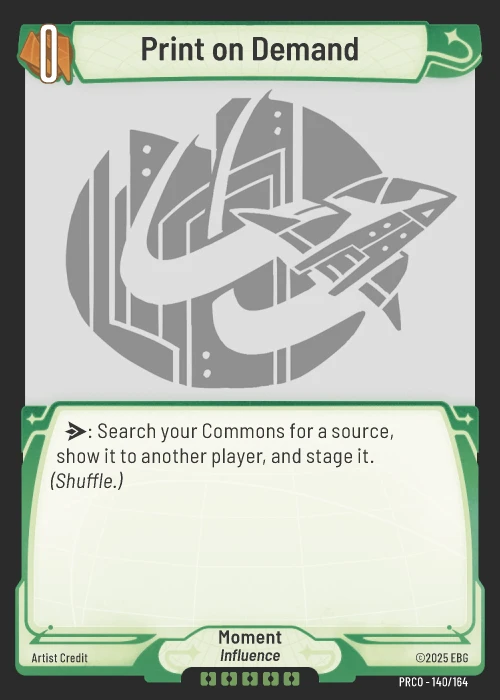 0
Print on Demand
: Search your Commons for a source,
show it to another player, and stage it.
(Shuffle.)
Moment
Influence
Artist Credit
©2025 EBG
PRCO - 140/164